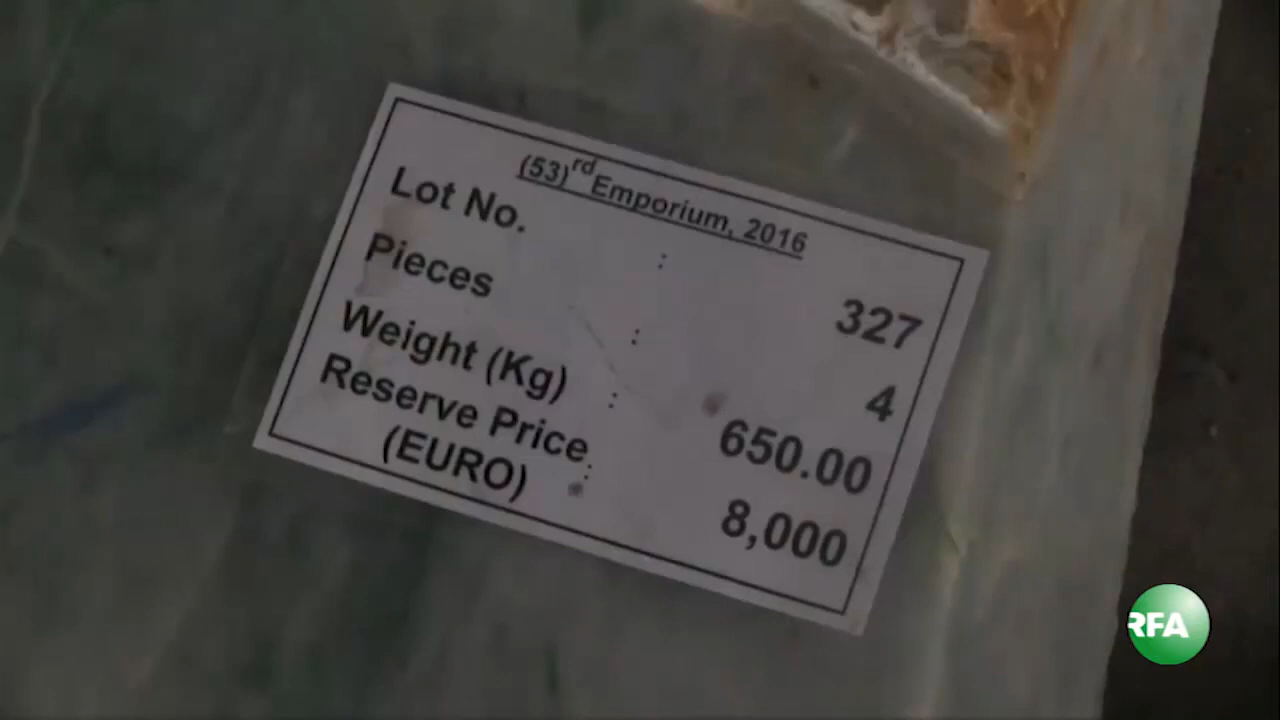 (53)rd Emporium, 2016
Lot No. : 327
Pieces : 4
Weight (Kg) : 650.00
Reserve Price : 8,000
(EURO)
RFA